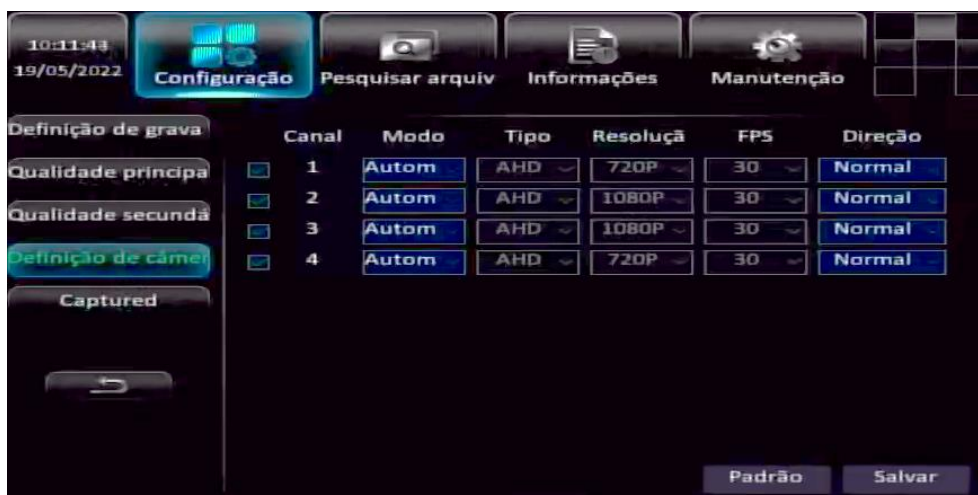 10:11:43
19/05/2022
Configuração
Pesquisar arquiv
Informações
Manutenção
Definição de grava
Qualidade principa
Qualidade secundá
Definição de câmer
Captured
Canal Modo Tipo Resoluçã FPS Direção
1 Autom AHD 720P 30 Normal
2 Autom AHD 1080P 30 Normal
3 Autom AHD 1080P 30 Normal
4 Autom AHD 720P 30 Normal
Padrão Salvar